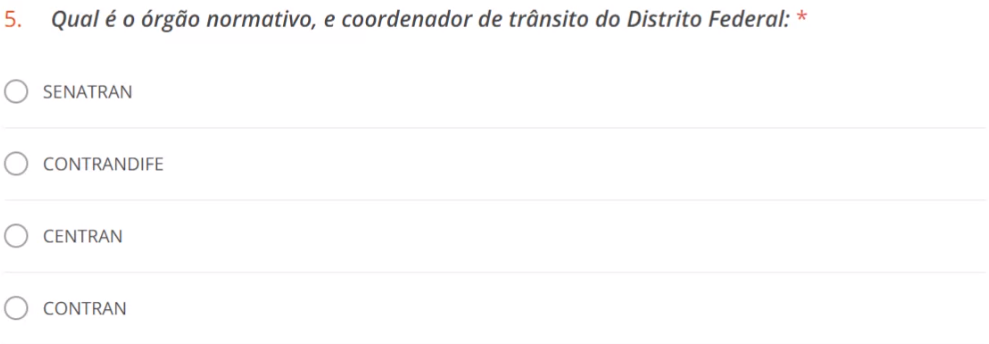 5. Qual é o órgão normativo, e coordenador de trânsito do Distrito Federal: *
SENATRAN
CONTRANDIFE
CENTRAN
CONTRAN